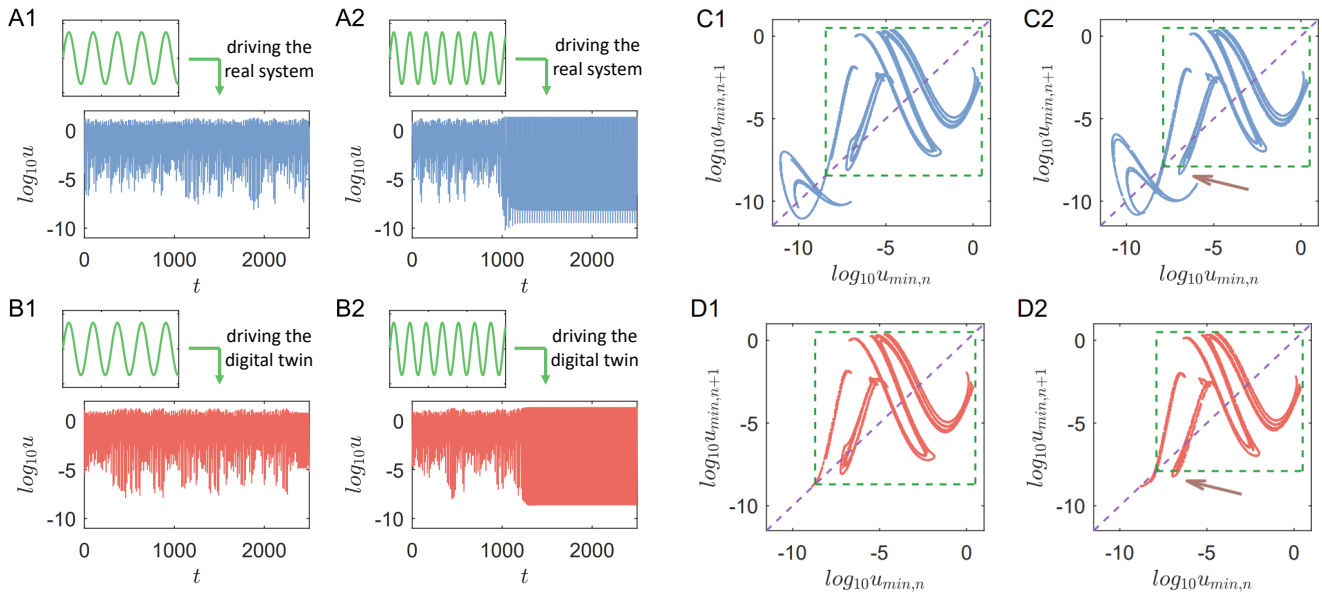 A1
driving the
real system
log10u
0
-5
-10
0
1000
2000
t
A2
driving the
real system
0
-5
-10
0
1000
2000
t
B1
driving the
digital twin
log10u
0
-5
-10
0
1000
2000
t
B2
driving the
digital twin
0
-5
-10
0
1000
2000
t
C1
log10umin,n+1
0
-5
-10
-10
-5
0
log10umin,n
C2
log10umin,n+1
0
-5
-10
-10
-5
0
log10umin,n
D1
log10umin,n+1
0
-5
-10
-10
-5
0
log10umin,n
D2
log10umin,n+1
0
-5
-10
-10
-5
0
log10umin,n